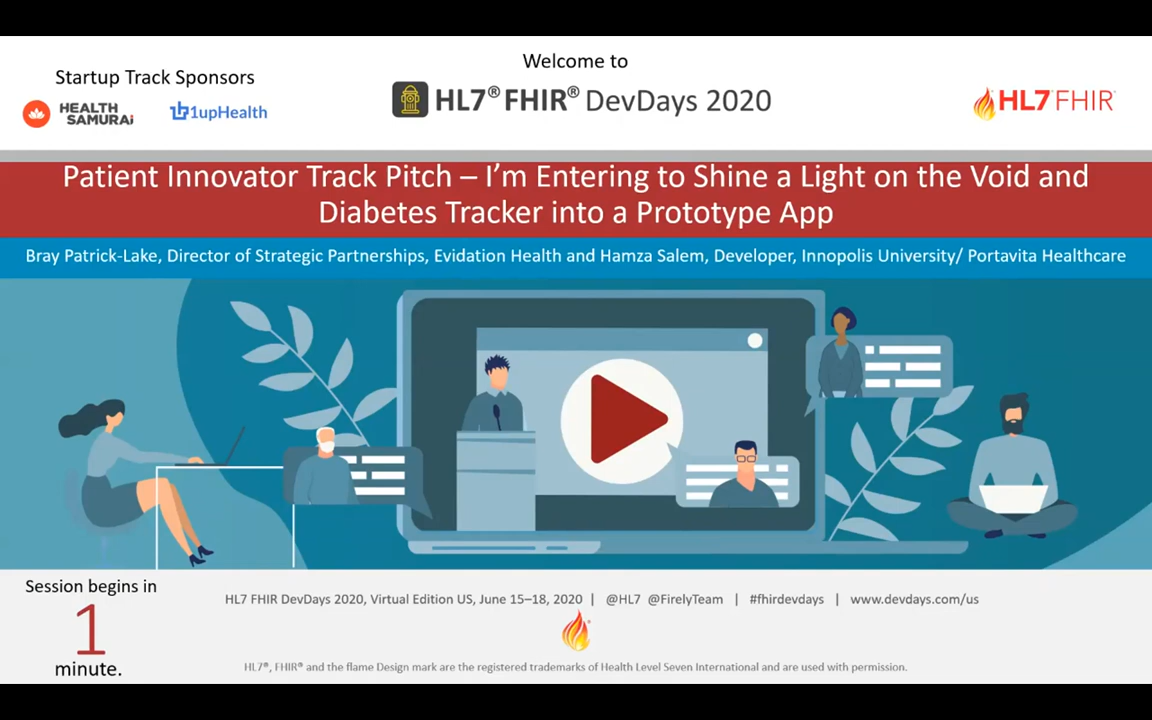 Startup Track Sponsors
HEALTH
SAMURAi
1upHealth
Welcome to
HL7® FHIR® DevDays 2020
HL7 FHIR®
Patient Innovator Track Pitch – I’m Entering to Shine a Light on the Void and
Diabetes Tracker into a Prototype App
Bray Patrick-Lake, Director of Strategic Partnerships, Evidation Health and Hamza Salem, Developer, Innopolis University/ Portavita Healthcare
Session begins in
1
minute.
HL7 FHIR DevDays 2020, Virtual Edition US, June 15–18, 2020 | @HL7 @FirelyTeam | #fhirdevdays | www.devdays.com/us
HL7®, FHIR® and the flame Design mark are the registered trademarks of Health Level Seven International and are used with permission.